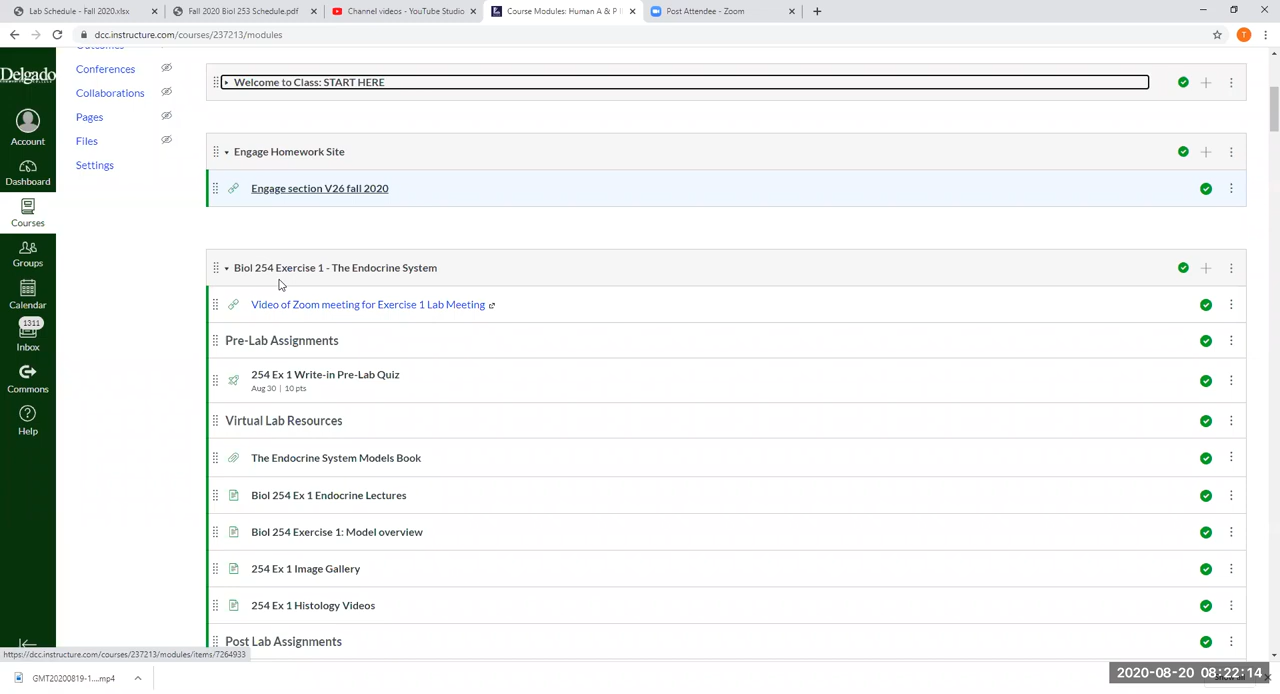 Lab Schedule - Fall 2020.xlsx
Fall 2020 Biol 253 Schedule.pdf
Channel videos - YouTube Studio
Course Modules: Human A & P
Post Attendee - Zoom
dcc.instructure.com/courses/237213/modules
T
Outcomes
Conferences
Collaborations
Pages
Files
Settings
Delgado
Account
Dashboard
Courses
Groups
Calendar
1311
Inbox
Commons
Help
Welcome to Class: START HERE
Engage Homework Site
Engage section V26 fall 2020
Biol 254 Exercise 1 - The Endocrine System
Video of Zoom meeting for Exercise 1 Lab Meeting
Pre-Lab Assignments
254 Ex 1 Write-in Pre-Lab Quiz
Aug 30 | 10 pts
Virtual Lab Resources
The Endocrine System Models Book
Biol 254 Ex 1 Endocrine Lectures
Biol 254 Exercise 1: Model overview
254 Ex 1 Image Gallery
254 Ex 1 Histology Videos
Post Lab Assignments
https://dcc.instructure.com/courses/237213/modules/items/7264933
GMT20200819-1....mp4
2020-08-20 08:22:14